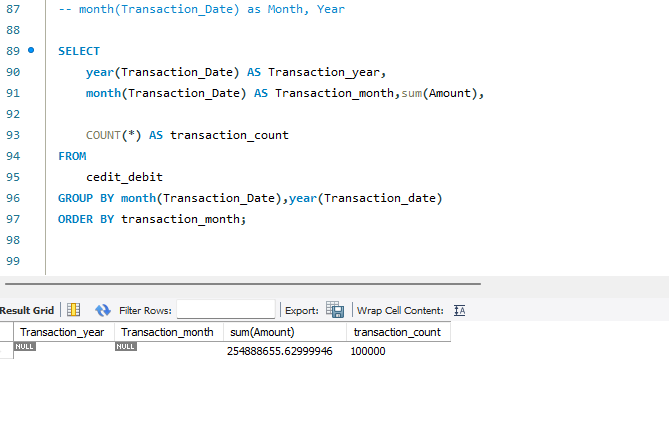 87 -- month(Transaction_Date) as Month, Year
88
89 SELECT
90 year(Transaction_Date) AS Transaction_year,
91 month(Transaction_Date) AS Transaction_month,sum(Amount),
92
93 COUNT(*) AS transaction_count
94 FROM
95 cedit_debit
96 GROUP BY month(Transaction_Date),year(Transaction_date)
97 ORDER BY transaction_month;
98
99
Result Grid Filter Rows: Export: Wrap Cell Content: IA
Transaction_year Transaction_month sum(Amount) transaction_count
NULL NULL 254888655.62999946 100000